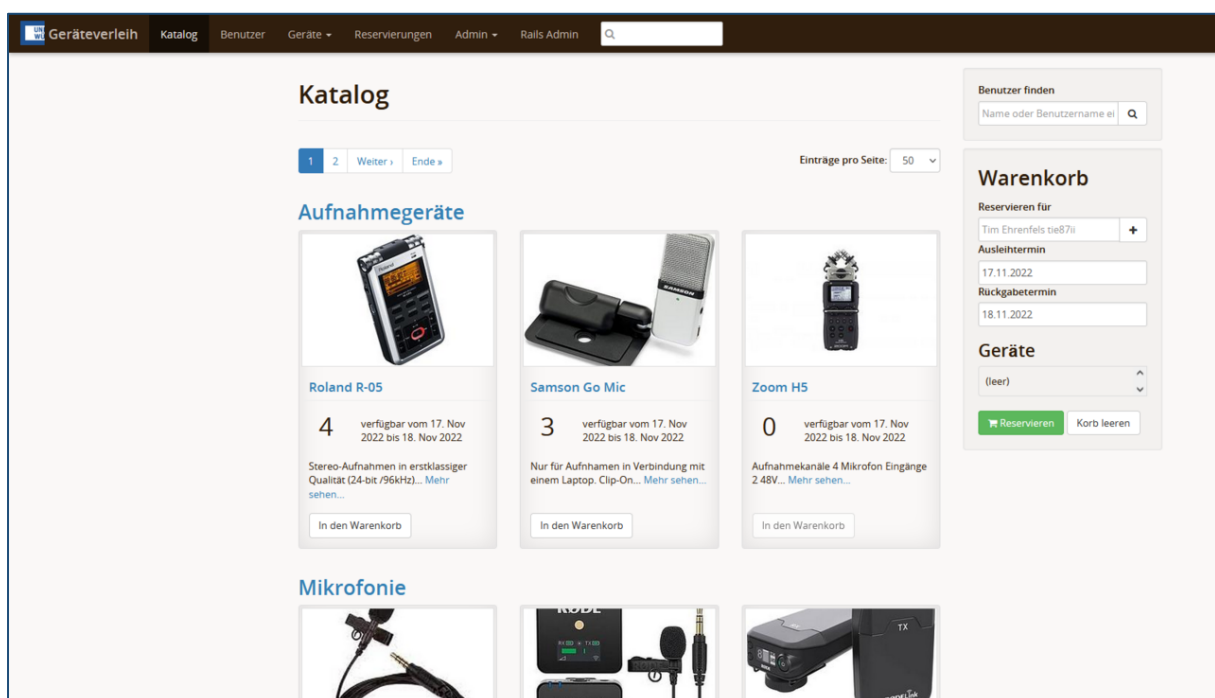 Geräteverleih Katalog Benutzer Geräte Reservierungen Admin Rails Admin
Katalog
1 2 Weiter › Ende »
Einträge pro Seite: 50
Aufnahmegeräte
Roland R-05
4
verfügbar vom 17. Nov
2022 bis 18. Nov 2022
Stereo-Aufnahmen in erstklassiger
Qualität (24-bit /96kHz)... Mehr
sehen...
In den Warenkorb
SAMSON
Samson Go Mic
3
verfügbar vom 17. Nov
2022 bis 18. Nov 2022
Nur für Aufnhamen in Verbindung mit
einem Laptop. Clip-On... Mehr sehen...
In den Warenkorb
Zoom H5
0
verfügbar vom 17. Nov
2022 bis 18. Nov 2022
Aufnahmekanäle 4 Mikrofon Eingänge
2 48V... Mehr sehen...
In den Warenkorb
Mikrofonie
RØDE
TX
Benutzer finden
Name oder Benutzername ei
Warenkorb
Reservieren für
Tim Ehrenfels tie87ii
Ausleihtermin
17.11.2022
Rückgabetermin
18.11.2022
Geräte
(leer)
Reservieren Korb leeren